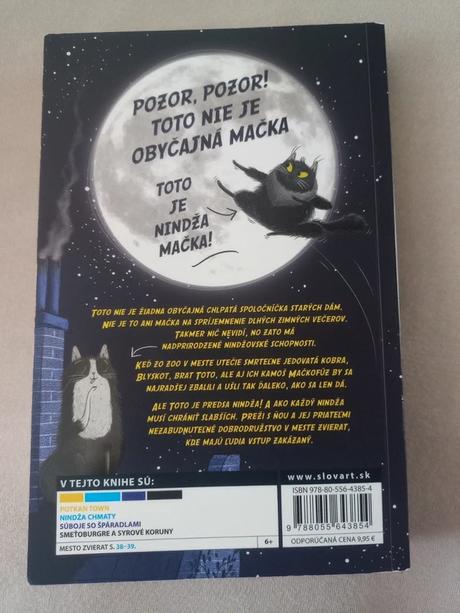 POZOR, POZOR!
TOTO NIE JE
OBYČAJNÁ MAČKA
TOTO
JE
NINDŽA
MAČKA!
TOTO NIE JE ŽIADNA OBYČAJNÁ CHLPATÁ SPOLOČNÍČKA STARÝCH DÁM.
NIE JE TO ANI MAČKA NA SPRÍJEMNENIE DLHÝCH ZIMNÝCH VEČEROV.
TAKMER NIČ NEVIDÍ, NO ZATO MÁ
NADPRIRODZENÉ NINDŽOVSKÉ SCHOPNOSTI.
KEĎ ZO ZOO V MESTE UTEČIE SMRTEĽNE JEDOVATÁ KOBRA,
BLYSKOT, BRAT TOTO, ALE AJ ICH KAMOŠ MAČKOFÚZ BY SA
NAJRADŠEJ ZBALILI A UŠLI TAK ĎALEKO, AKO SA LEN DÁ.
ALE TOTO JE PREDSA NINDŽA! A AKO KAŽDÝ NINDŽA
MUSÍ CHRÁNIŤ SLABŠÍCH. PREŽI S ŇOU A JEJ PRIATEĽMI
NEZABUDNUTEĽNÉ DOBRODRUŽSTVO V MESTE ZVIERAT,
KDE MAJÚ ĽUDIA VSTUP ZAKÁZANÝ.
V TEJTO KNIHE SÚ:
POTKAN TOWN
NINDŽA CHMATY
SÚBOJE SO ŠPÁRADLAMI
SMEŤOBURGRE A SYROVÉ KORUNY
MESTO ZVIERAT S. 38–39.
6+
www.slovart.sk
ISBN 978-80-556-4385-4
9 788055 643854
ODPORÚČANÁ CENA 9,95 €